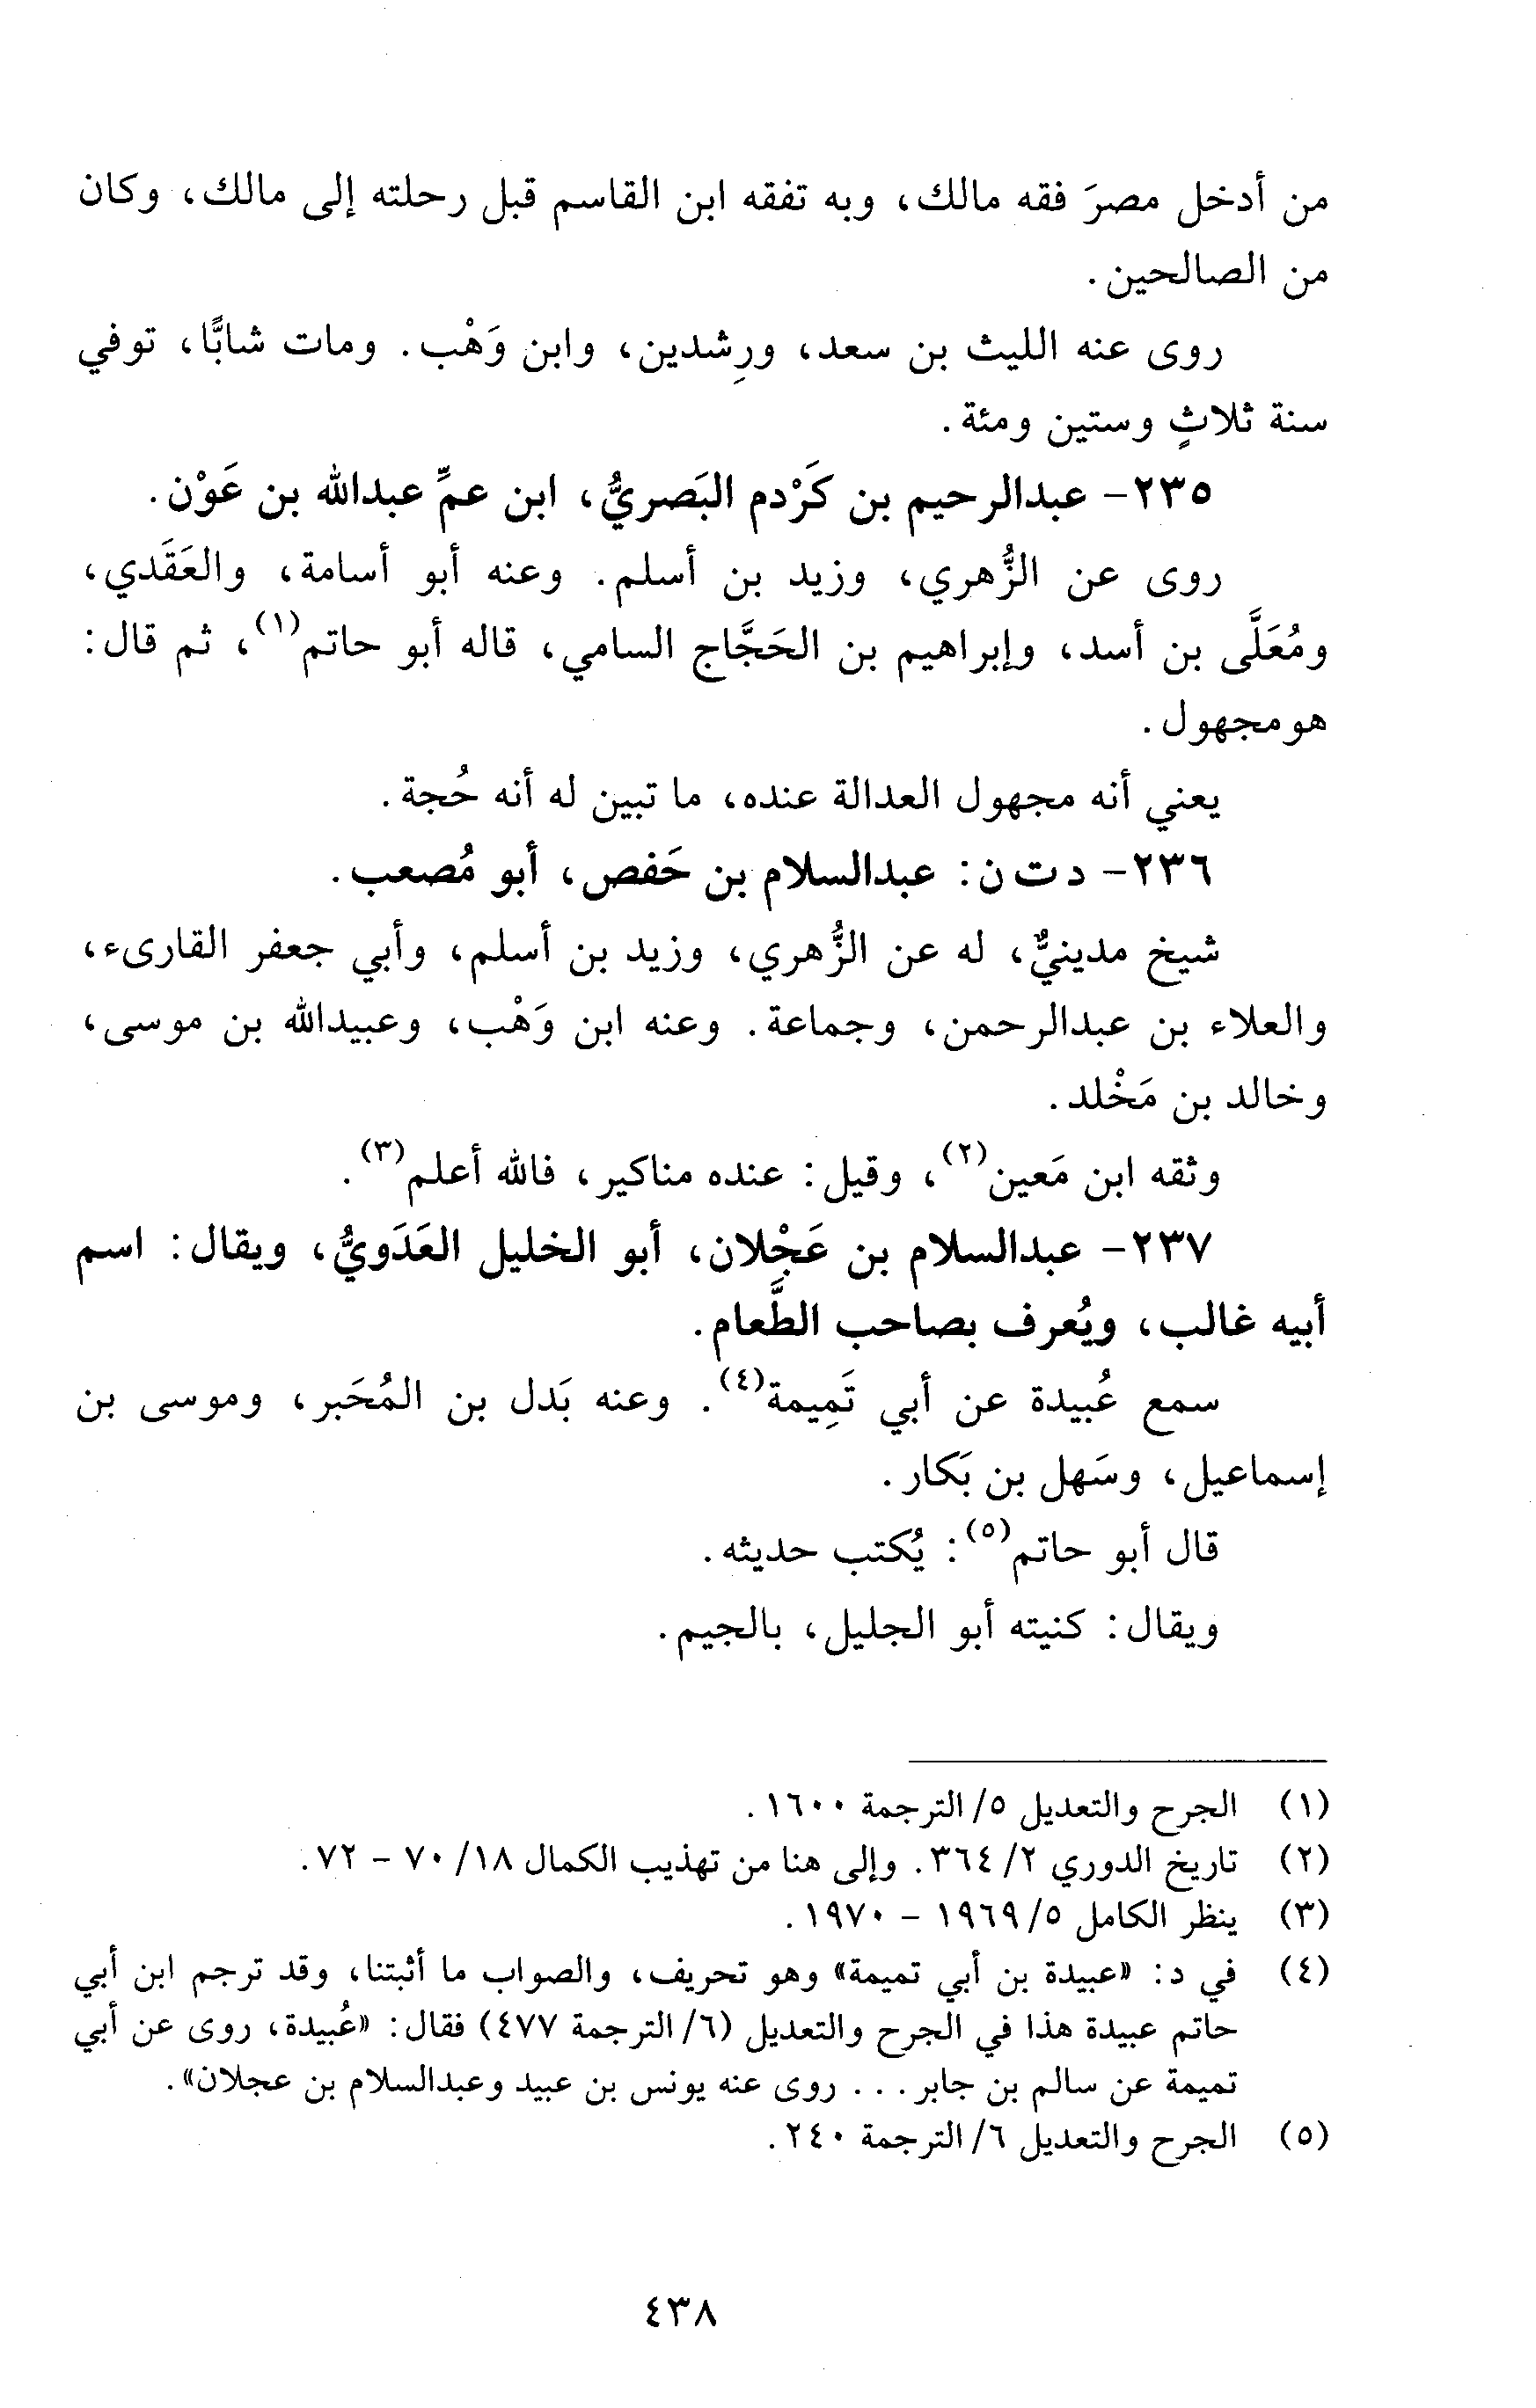 من أدخل مصرَ فقه مالك، وبه تفقه ابن القاسم قبل رحلته إلى مالك، وكان
من الصالحين.
روى عنه الليث بن سعد، ورِشدين، وابن وَهْب. ومات شابًّا، توفي
سنة ثلاثٍ وستين ومئة.
٢٣٥- عبدالرحيم بن كَرْدم البَصريُّ، ابن عمِّ عبدالله بن عَوْن.
روى عن الزُّهري، وزيد بن أسلم. وعنه أبو أسامة، والعَقَدي،
ومُعَلَّى بن أسد، وإبراهيم بن الحَجَّاج السامي، قاله أبو حاتم(١)، ثم قال:
هو مجهول.
يعني أنه مجهول العدالة عنده، ما تبين له أنه حُجة.
٢٣٦- د ت ن: عبدالسلام بن حَفص، أبو مُصعب.
شيخ مدينيٌّ، له عن الزُّهري، وزيد بن أسلم، وأبي جعفر القارىء،
والعلاء بن عبدالرحمن، وجماعة. وعنه ابن وَهْب، وعبيدالله بن موسى،
وخالد بن مَخْلد.
وثقه ابن مَعين(٢)، وقيل: عنده مناكير، فالله أعلم(٣).
٢٣٧- عبدالسلام بن عَجْلان، أبو الخليل العَدَويُّ، ويقال: اسم
أبيه غالب، ويُعرف بصاحب الطَّعام.
سمع عُبيدة عن أبي تَمِيمة(٤). وعنه بَدل بن المُحَبر، وموسى بن
إسماعيل، وسَهل بن بَكار.
قال أبو حاتم(٥): يُكتب حديثه.
ويقال: كنيته أبو الجليل، بالجيم.
(١) الجرح والتعديل ٥/ الترجمة ١٦٠٠.
(٢) تاريخ الدوري ٢/ ٣٦٤. وإلى هنا من تهذيب الكمال ١٨/ ٧٠ - ٧٢.
(٣) ينظر الكامل ٥/ ١٩٦٩ - ١٩٧٠.
(٤) في د: «عبيدة بن أبي تميمة» وهو تحريف، والصواب ما أثبتنا، وقد ترجم ابن أبي
حاتم عبيدة هذا في الجرح والتعديل (٦/ الترجمة ٤٧٧) فقال: «عُبيدة، روى عن أبي
تميمة عن سالم بن جابر... روى عنه يونس بن عبيد وعبدالسلام بن عجلان».
(٥) الجرح والتعديل ٦/ الترجمة ٢٤٠.
٤٣٨